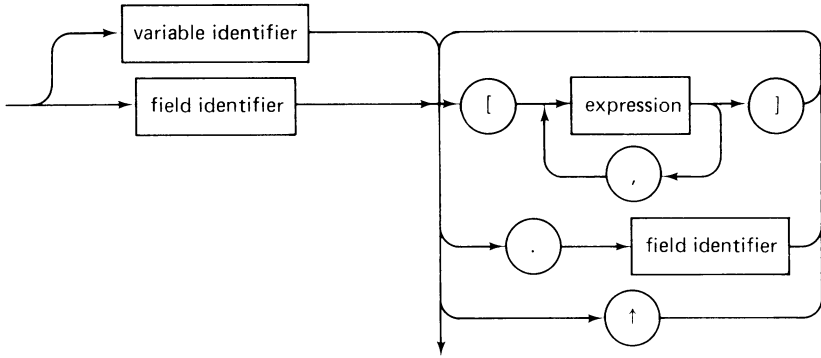 variable identifier
field identifier
[
expression
]
,
.
field identifier
↑